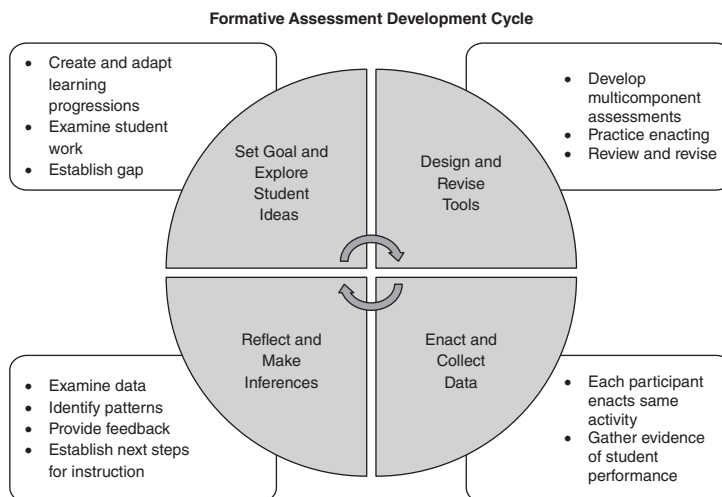 Formative Assessment Development Cycle
• Create and adapt
learning
progressions
• Examine student
work
• Establish gap
Set Goal and
Explore
Student
Ideas
Design and
Revise
Tools
• Develop
multicomponent
assessments
• Practice enacting
• Review and revise
Reflect and
Make
Inferences
Enact and
Collect
Data
• Examine data
• Identify patterns
• Provide feedback
• Establish next steps
for instruction
• Each participant
enacts same
activity
• Gather evidence
of student
performance